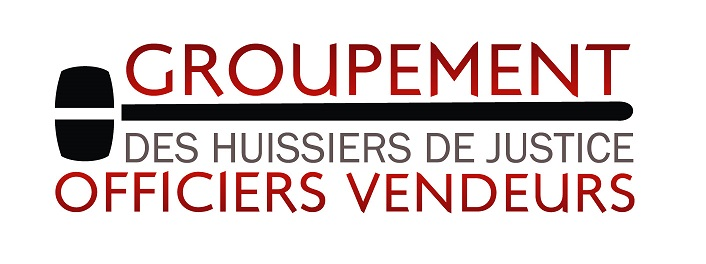 GROUPEMENT
DES HUISSIERS DE JUSTICE
OFFICIERS VENDEURS